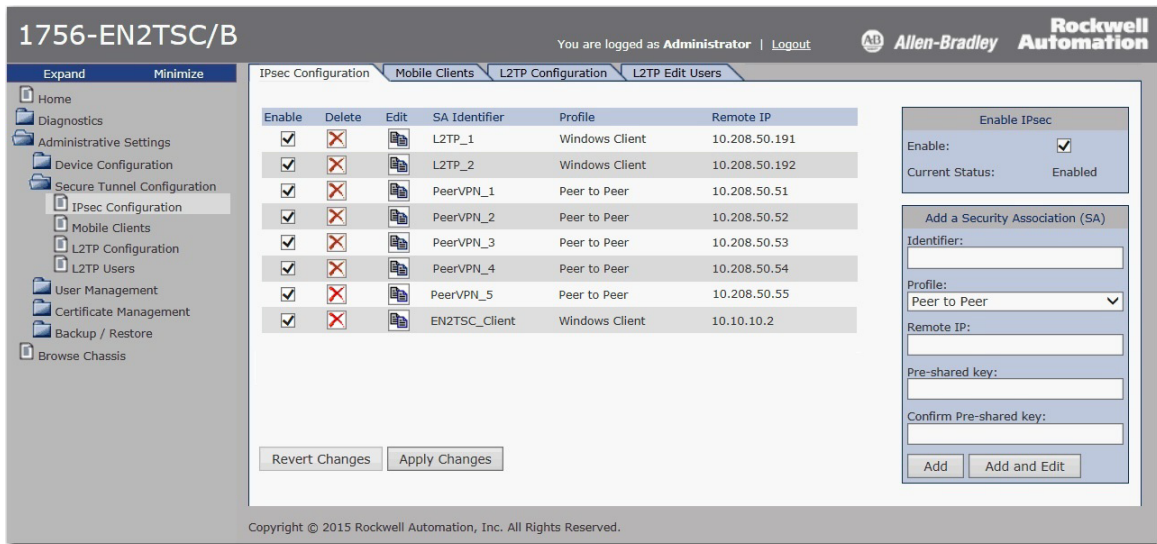 1756-EN2TSC/B
You are logged as Administrator | Logout
AB Allen-Bradley
Rockwell
Automation
Expand Minimize
Home
Diagnostics
Administrative Settings
Device Configuration
Secure Tunnel Configuration
IPsec Configuration
Mobile Clients
L2TP Configuration
L2TP Users
User Management
Certificate Management
Backup / Restore
Browse Chassis
IPsec Configuration Mobile Clients L2TP Configuration L2TP Edit Users
Enable Delete Edit SA Identifier Profile Remote IP
L2TP_1 Windows Client 10.208.50.191
L2TP_2 Windows Client 10.208.50.192
PeerVPN_1 Peer to Peer 10.208.50.51
PeerVPN_2 Peer to Peer 10.208.50.52
PeerVPN_3 Peer to Peer 10.208.50.53
PeerVPN_4 Peer to Peer 10.208.50.54
PeerVPN_5 Peer to Peer 10.208.50.55
EN2TSC_Client Windows Client 10.10.10.2
Revert Changes Apply Changes
Enable IPsec
Enable:
Current Status: Enabled
Add a Security Association (SA)
Identifier:
Profile:
Peer to Peer
Remote IP:
Pre-shared key:
Confirm Pre-shared key:
Add Add and Edit
Copyright © 2015 Rockwell Automation, Inc. All Rights Reserved.